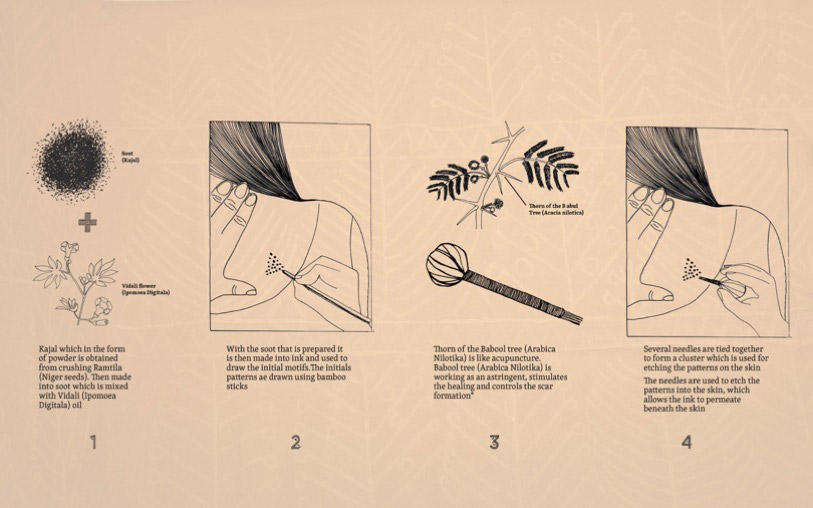 Soot
(Kajal)
Vidali flower
(Ipomoea Digitala)
Kajal which in the form
of powder is obtained
from crushing Ramtila
(Niger seeds). Then made
into soot which is mixed
with Vidali (Ipomoea
Digitala) oil
1
With the soot that is prepared it
is then made into ink and used to
draw the initial motifs.The initials
patterns ae drawn using bamboo
sticks
2
Thorn of the B abul
Tree (Acacia nilotica)
Thorn of the Babool tree (Arabica
Nilotika) is like acupuncture.
Babool tree (Arabica Nilotika) is
working as an astringent, stimulates
the healing and controls the scar
formation"
3
Several needles are tied together
to form a cluster which is used for
etching the patterns on the skin
The needles are used to etch the
patterns into the skin, which
allows the ink to permeate
beneath the skin
4